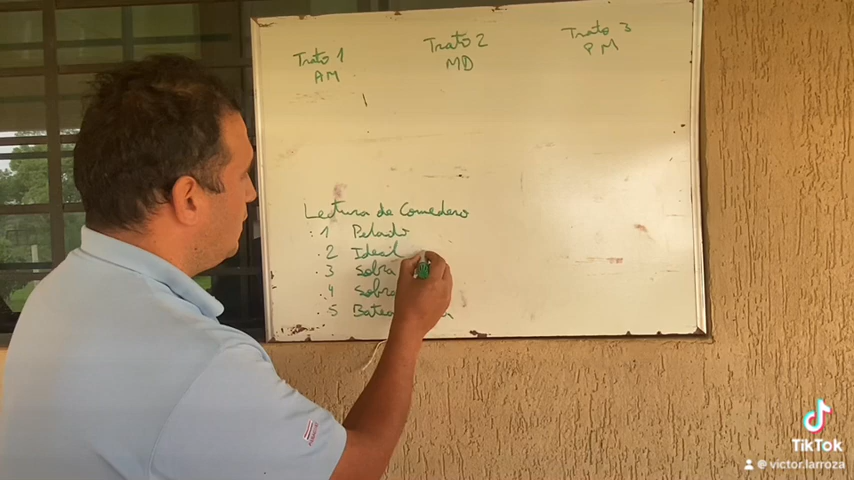 Trato 1
AM
Trato 2
MD
Trato 3
PM
Lectura de Comedero
1 Pelado
2 Ideal
3 Sobra
4 Sobra
5
TikTok
@victor.larroza